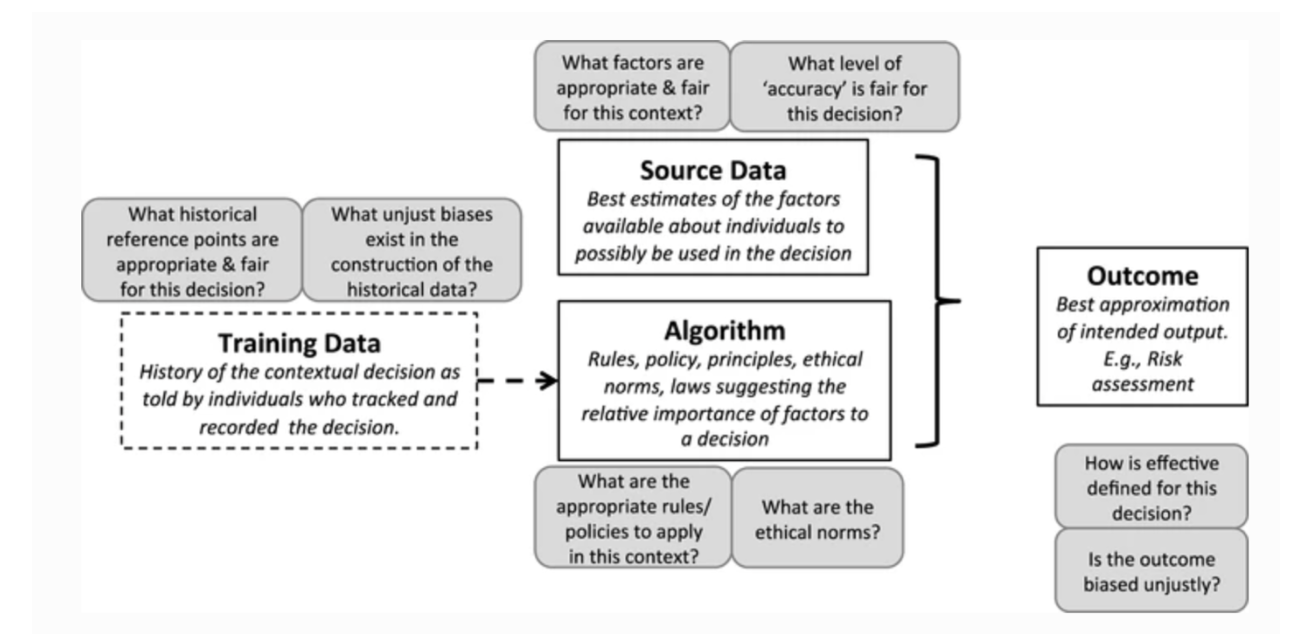 What factors are
appropriate & fair
for this context?
What level of
‘accuracy’ is fair for
this decision?
Source Data
Best estimates of the factors
available about individuals to
possibly be used in the decision
What historical
reference points are
appropriate & fair
for this decision?
What unjust biases
exist in the
construction of the
historical data?
Training Data
History of the contextual decision as
told by individuals who tracked and
recorded the decision.
Algorithm
Rules, policy, principles, ethical
norms, laws suggesting the
relative importance of factors to
a decision
What are the
appropriate rules/
policies to apply
in this context?
What are the
ethical norms?
Outcome
Best approximation
of intended output.
E.g., Risk
assessment
How is effective
defined for this
decision?
Is the outcome
biased unjustly?